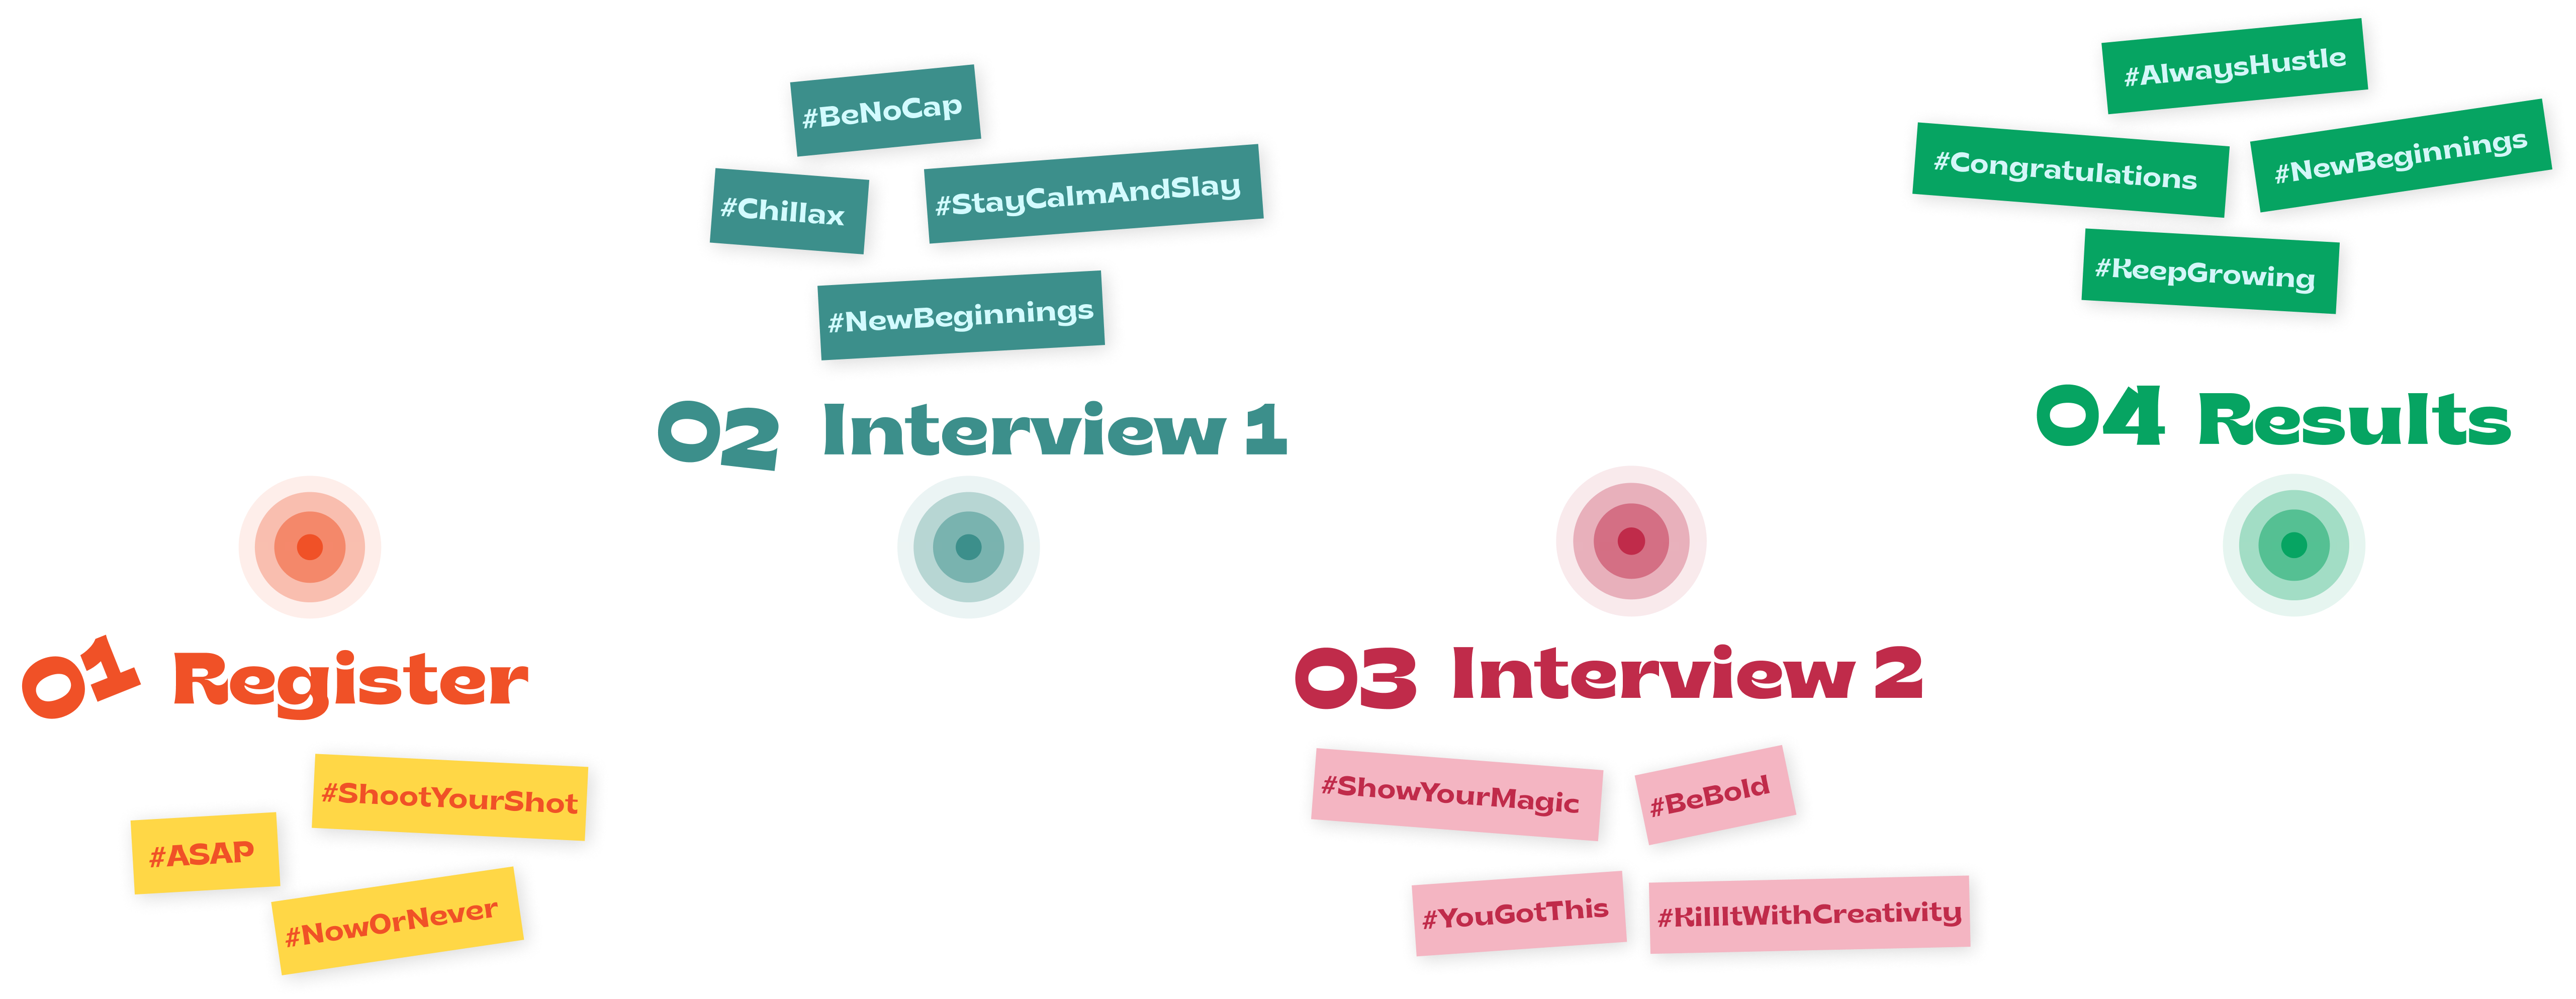 01 Register
#ShootYourShot
#ASAP
#NowOrNever
#BeNoCap
#Chillax
#StayCalmAndSlay
#NewBeginnings
02 Interview 1
03 Interview 2
#ShowYourMagic
#BeBold
#YouGotThis
#KillItWithCreativity
#AlwaysHustle
#Congratulations
#NewBeginnings
#KeepGrowing
04 Results